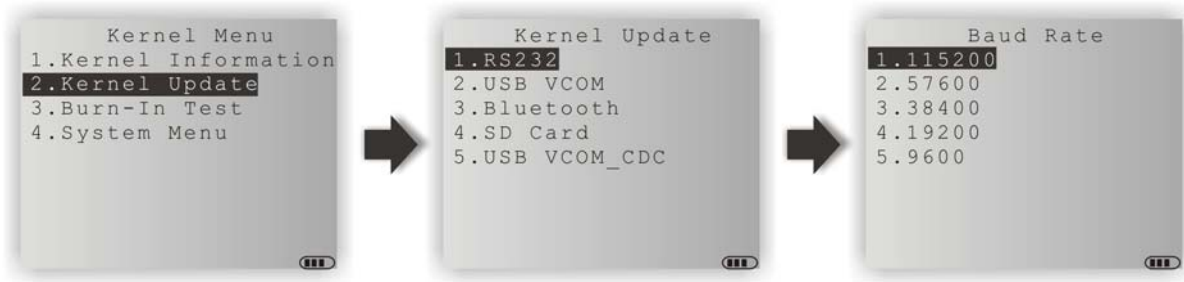 Kernel Menu
1.Kernel Information
2.Kernel Update
3.Burn-In Test
4.System Menu
Kernel Update
1.RS232
2.USB VCOM
3.Bluetooth
4.SD Card
5.USB VCOM_CDC
Baud Rate
1.115200
2.57600
3.38400
4.19200
5.9600